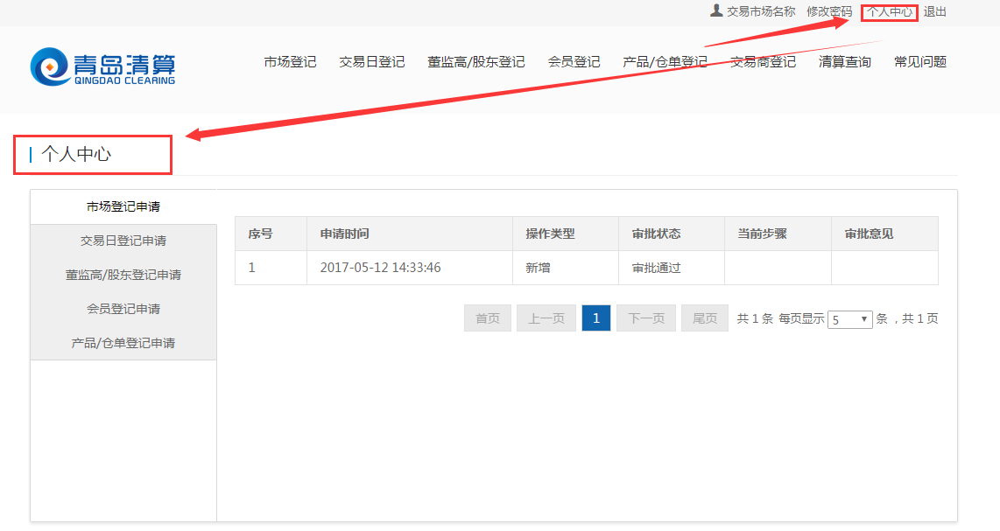 交易市场名称 修改密码 个人中心 退出
青岛清算
QINGDAO CLEARING
市场登记 交易日登记 董监高/股东登记 会员登记 产品/仓单登记 交易商登记 清算查询 常见问题
个人中心
市场登记申请
交易日登记申请
董监高/股东登记申请
会员登记申请
产品/仓单登记申请
序号 申请时间 操作类型 审批状态 当前步骤 审批意见
1 2017-05-12 14:33:46 新增 审批通过
首页 上一页 1 下一页 尾页 共 1 条 每页显示 5 条 ，共 1 页